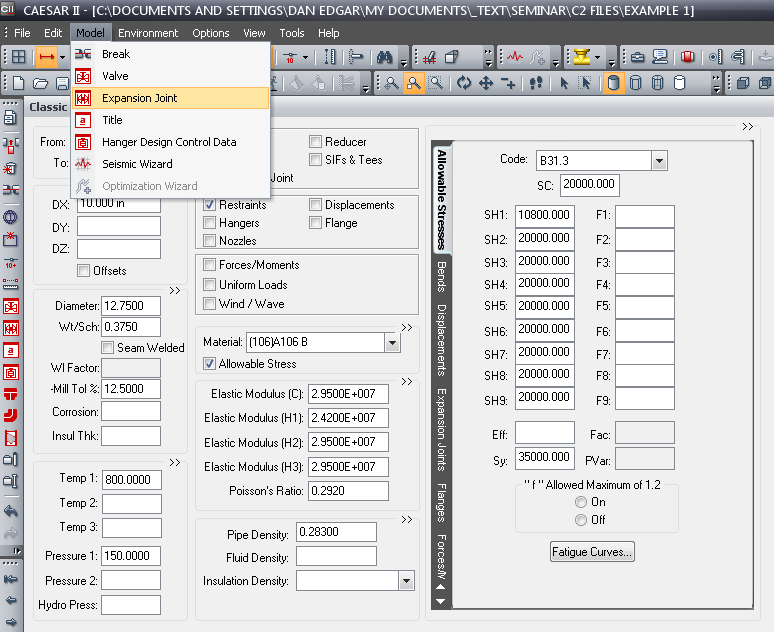 CAESAR II - [C:\DOCUMENTS AND SETTINGS\DAN EDGAR\MY DOCUMENTS\_TEXT\SEMINAR\C2 FILES\EXAMPLE 1]
File Edit Model Environment Options View Tools Help
Break
Valve
Expansion Joint
Title
Hanger Design Control Data
Seismic Wizard
Optimization Wizard
Classic
From:
To:
DX: 10.000 in
DY:
DZ:
Offsets
Diameter: 12.7500
Wt/Sch: 0.3750
Seam Welded
Wl Factor:
-Mill Tol %: 12.5000
Corrosion:
Insul Thk:
Temp 1: 800.0000
Temp 2:
Temp 3:
Pressure 1: 150.0000
Pressure 2:
Hydro Press:
Reducer
SIFs & Tees
Joint
Restraints
Displacements
Hangers
Flange
Nozzles
Forces/Moments
Uniform Loads
Wind / Wave
Material: (106)A106 B
Allowable Stress
Elastic Modulus (C): 2.9500E+007
Elastic Modulus (H1): 2.4200E+007
Elastic Modulus (H2): 2.9500E+007
Elastic Modulus (H3): 2.9500E+007
Poisson's Ratio: 0.2920
Pipe Density: 0.28300
Fluid Density:
Insulation Density:
Allowable Stresses
Bends
Displacements
Expansion Joints
Flanges
Forces/M
Code: B31.3
SC: 20000.000
SH1: 10800.000 F1:
SH2: 20000.000 F2:
SH3: 20000.000 F3:
SH4: 20000.000 F4:
SH5: 20000.000 F5:
SH6: 20000.000 F6:
SH7: 20000.000 F7:
SH8: 20000.000 F8:
SH9: 20000.000 F9:
Eff: Fac:
Sy: 35000.000 PVar:
" f " Allowed Maximum of 1.2
On
Off
Fatigue Curves...